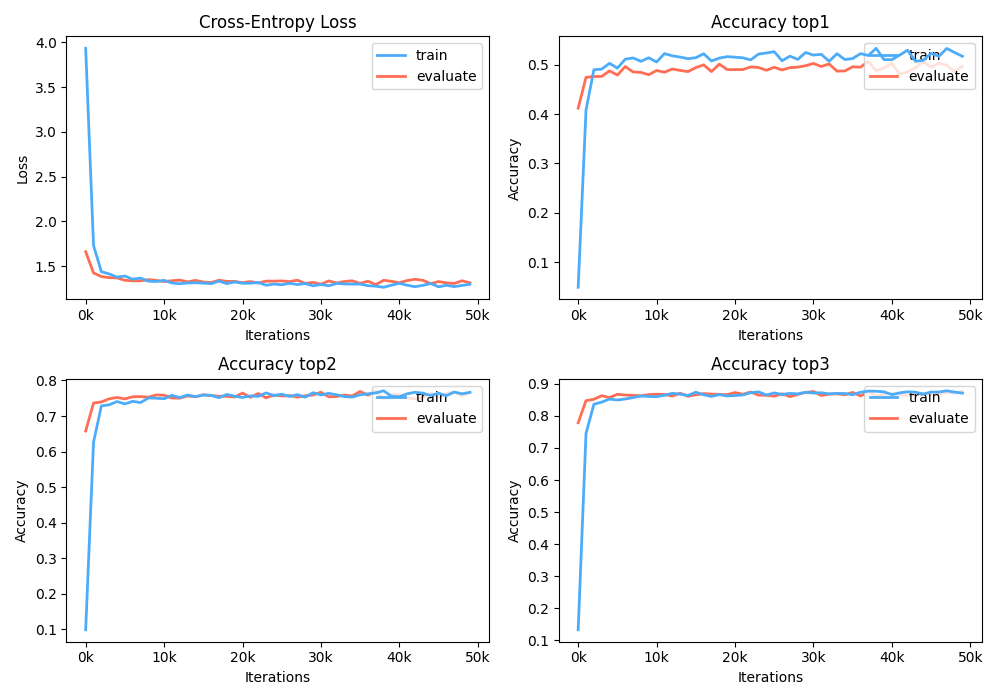 Cross-Entropy Loss
4.0
3.5
3.0
2.5
2.0
1.5
Loss
0k 10k 20k 30k 40k 50k
Iterations
train
evaluate
Accuracy top1
0.5
0.4
0.3
0.2
0.1
Accuracy
0k 10k 20k 30k 40k 50k
Iterations
train
evaluate
Accuracy top2
0.8
0.7
0.6
0.5
0.4
0.3
0.2
0.1
Accuracy
0k 10k 20k 30k 40k 50k
Iterations
train
evaluate
Accuracy top3
0.9
0.8
0.7
0.6
0.5
0.4
0.3
0.2
0.1
Accuracy
0k 10k 20k 30k 40k 50k
Iterations
train
evaluate